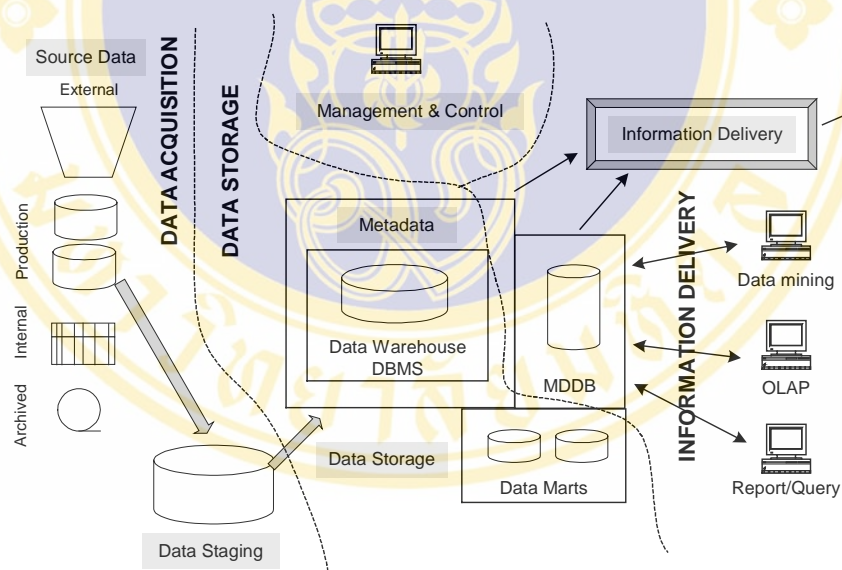 Source Data
External
Production
Internal
Archived
DATA ACQUISITION
DATA STORAGE
Management & Control
Information Delivery
Metadata
Data Warehouse
DBMS
MDDB
INFORMATION DELIVERY
Data mining
OLAP
Report/Query
Data Storage
Data Marts
Data Staging